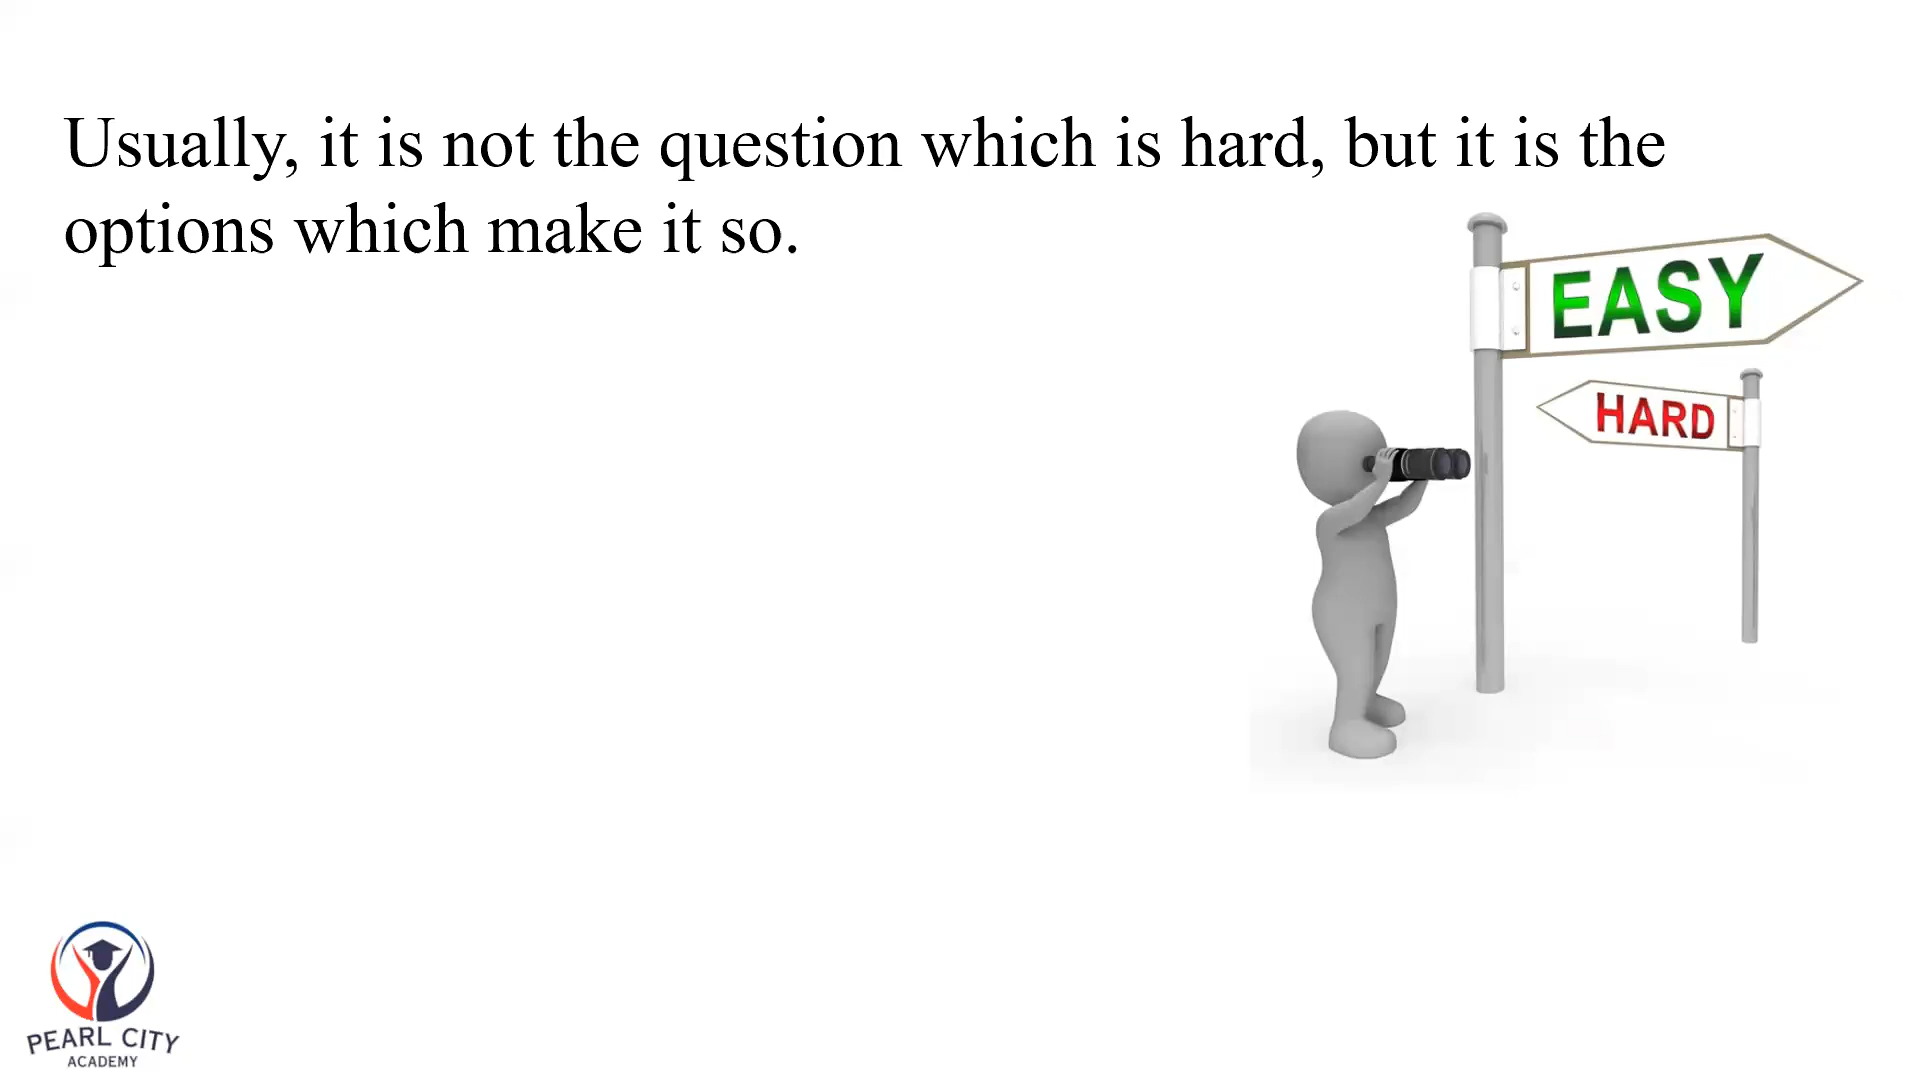 Usually, it is not the question which is hard, but it is the
options which make it so.
EASY
HARD
PEARL CITY
ACADEMY